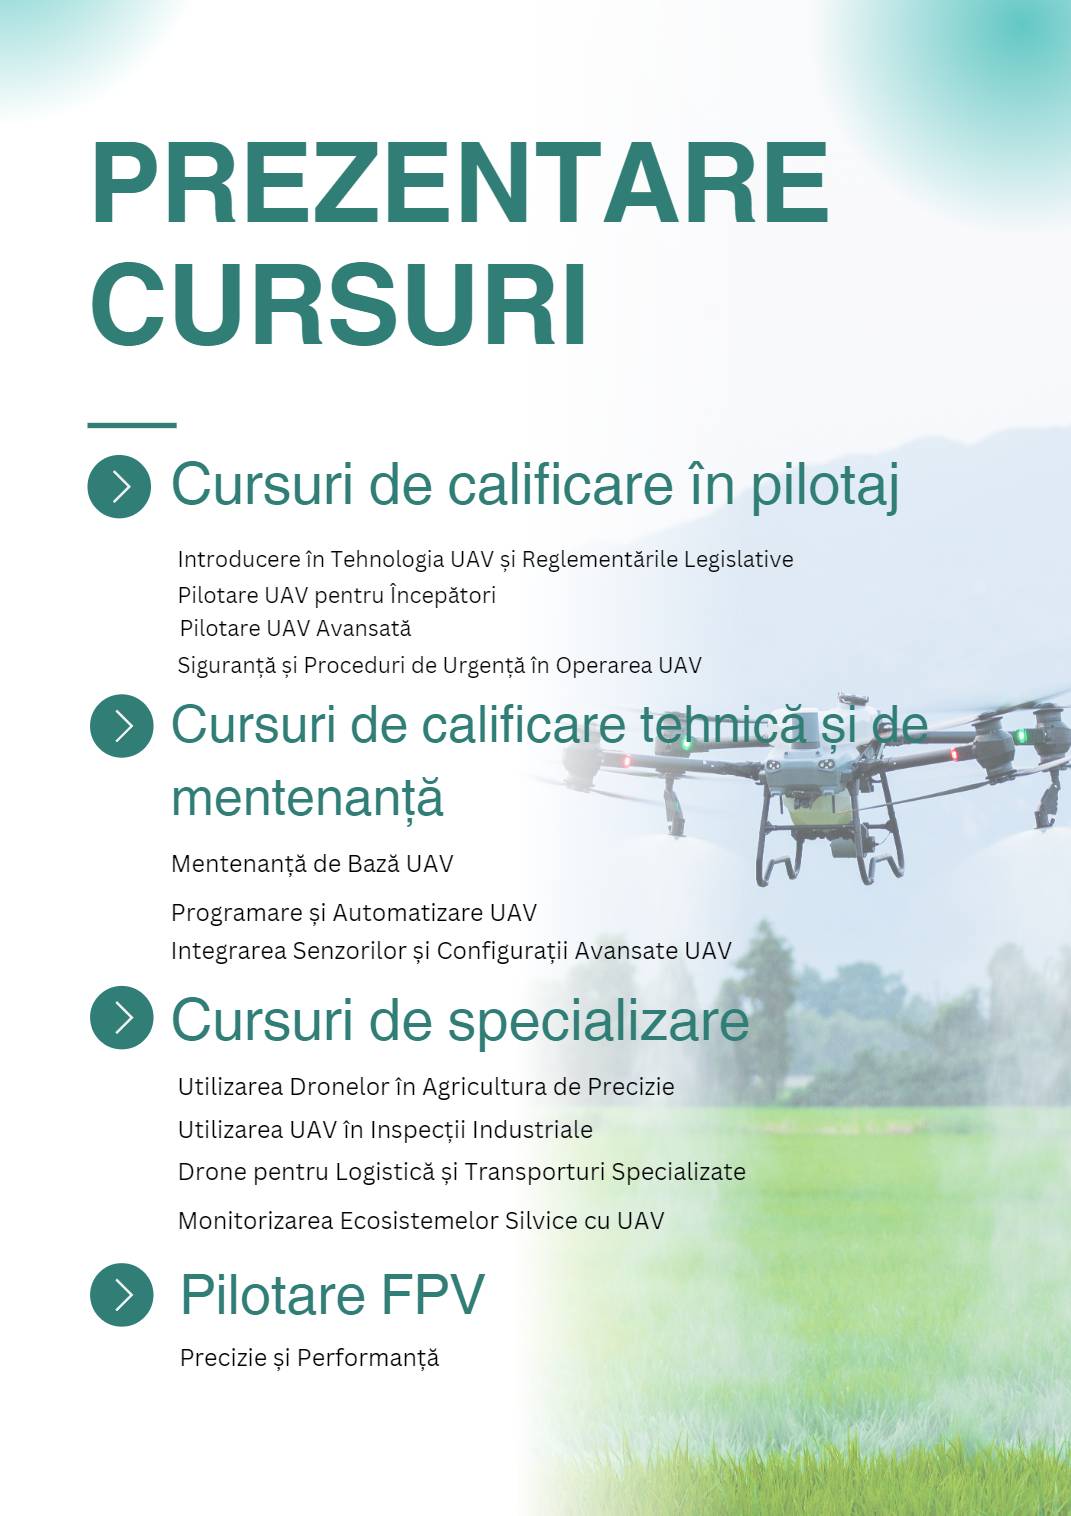 PREZENTARE
CURSURI
Cursuri de calificare în pilotaj
Introducere în Tehnologia UAV și Reglementările Legislative
Pilotare UAV pentru Începători
Pilotare UAV Avansată
Siguranță și Proceduri de Urgență în Operarea UAV
Cursuri de calificare tehnică și de
mentenanță
Mentenanță de Bază UAV
Programare și Automatizare UAV
Integrarea Senzorilor și Configurații Avansate UAV
Cursuri de specializare
Utilizarea Dronelor în Agricultura de Precizie
Utilizarea UAV în Inspecții Industriale
Drone pentru Logistică și Transporturi Specializate
Monitorizarea Ecosistemelor Silvice cu UAV
Pilotare FPV
Precizie și Performanță